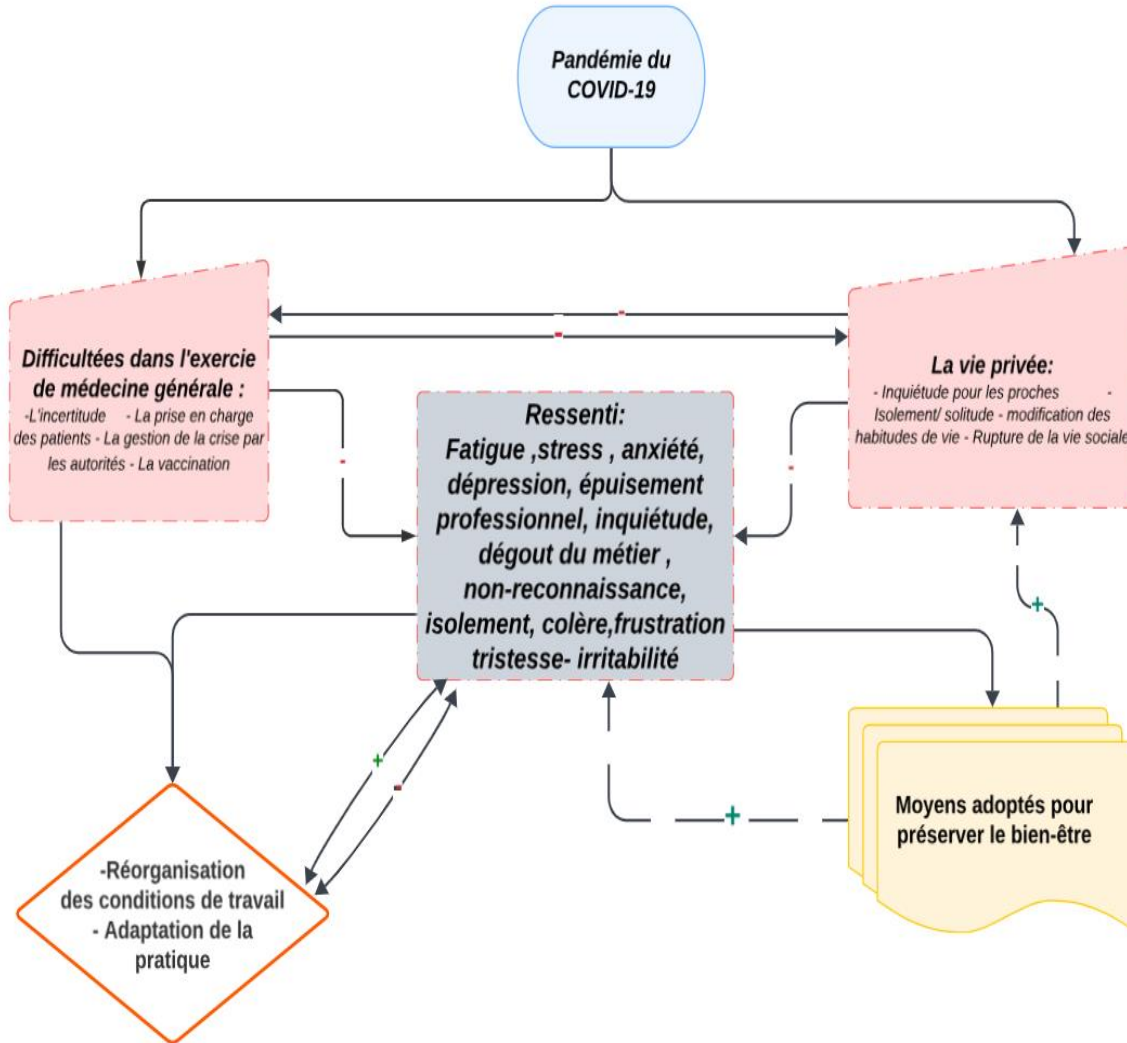 Pandémie du
COVID-19
-
-
Difficultées dans l'exercie
de médecine générale :
-L'incertitude - La prise en charge
des patients - La gestion de la crise par
les autorités - La vaccination
La vie privée:
- Inquiétude pour les proches -
Isolement/ solitude - modification des
habitudes de vie - Rupture de la vie sociale
Ressenti:
Fatigue ,stress , anxiété,
dépression, épuisement
professionnel, inquiétude,
dégout du métier ,
non-reconnaissance,
isolement, colère,frustration
tristesse- irritabilité
-
-
+
+
-
+
Moyens adoptés pour
préserver le bien-être
-Réorganisation
des conditions de travail
- Adaptation de la
pratique